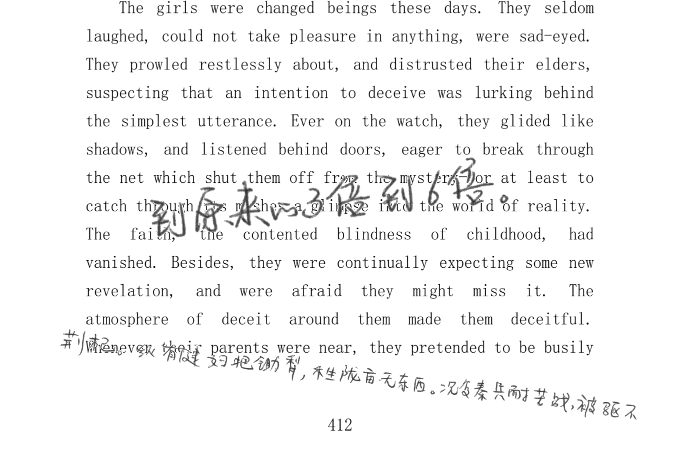 The girls were changed beings these days. They seldom
laughed, could not take pleasure in anything, were sad-eyed.
They prowled restlessly about, and distrusted their elders,
suspecting that an intention to deceive was lurking behind
the simplest utterance. Ever on the watch, they glided like
shadows, and listened behind doors, eager to break through
the net which shut them off from the mystery—or at least to
到原来的3倍到6倍。
catch through its meshes a glimpse into the world of reality.
The faith, the contented blindness of childhood, had
vanished. Besides, they were continually expecting some new
revelation, and were afraid they might miss it. The
atmosphere of deceit around them made them deceitful.
Whenever their parents were near, they pretended to be busily
荆杞。纵有健妇把锄犁，禾生陇亩无东西。况复秦兵耐苦战，被驱不
412